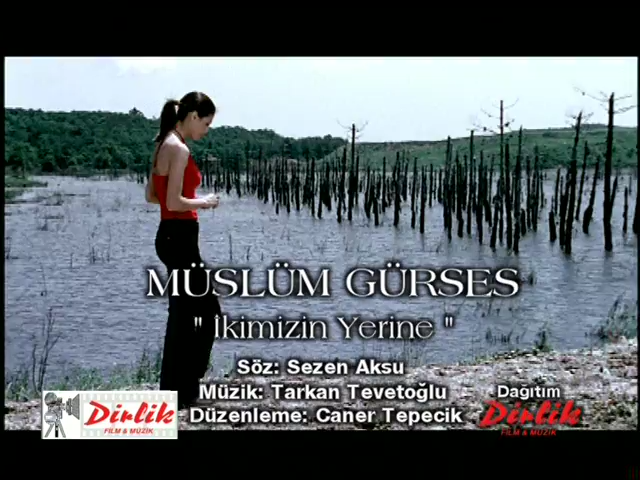 MÜSLÜM GÜRSES
" İkimizin Yerine "
Söz: Sezen Aksu
Müzik: Tarkan Tevetoğlu
Düzenleme: Caner Tepecik
Dirlik
FİLM & MÜZİK
Dağıtım
Dirlik
FİLM & MÜZİK